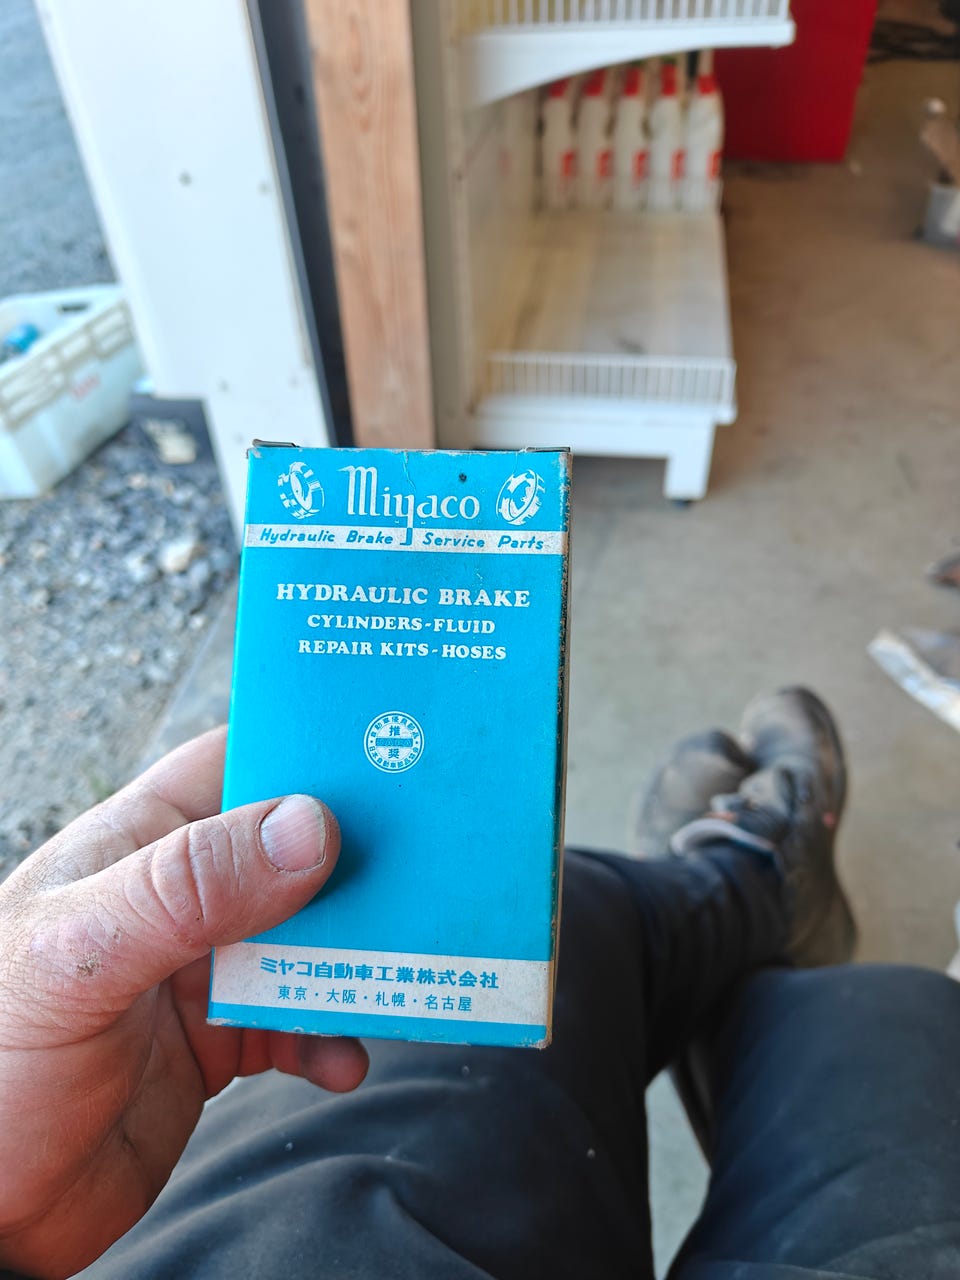 Miyaco
Hydraulic Brake Service Parts
HYDRAULIC BRAKE
CYLINDERS-FLUID
REPAIR KITS-HOSES
推
奨
ミヤコ自動車工業株式会社
東京・大阪・札幌・名古屋